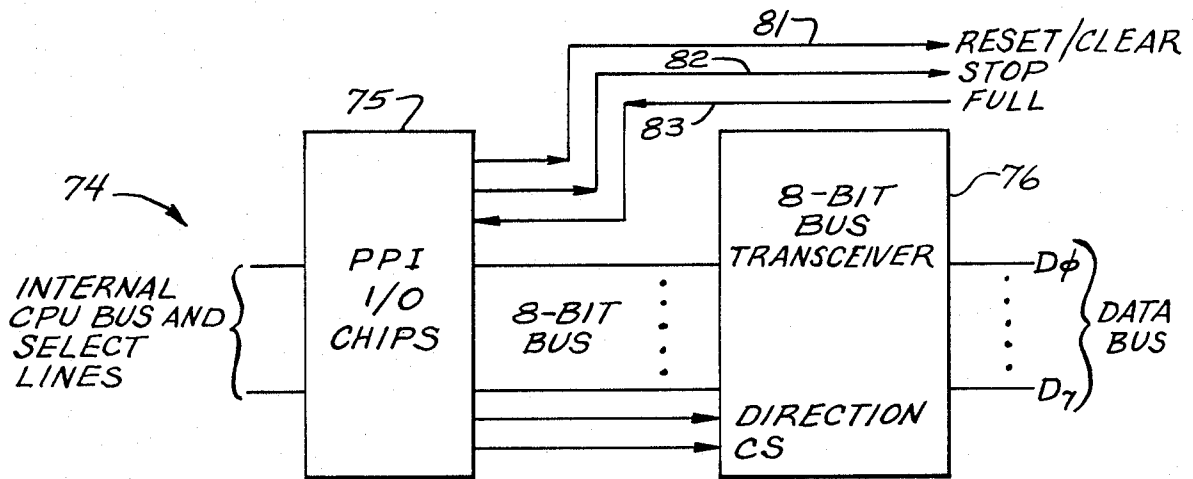 81
RESET/CLEAR
82
STOP
83
FULL
75
76
74
8-BIT
BUS
TRANSCEIVER
PPI
I/O
CHIPS
INTERNAL
CPU BUS AND
SELECT
LINES
8-BIT
BUS
Dϕ
D7
DATA
BUS
DIRECTION
CS